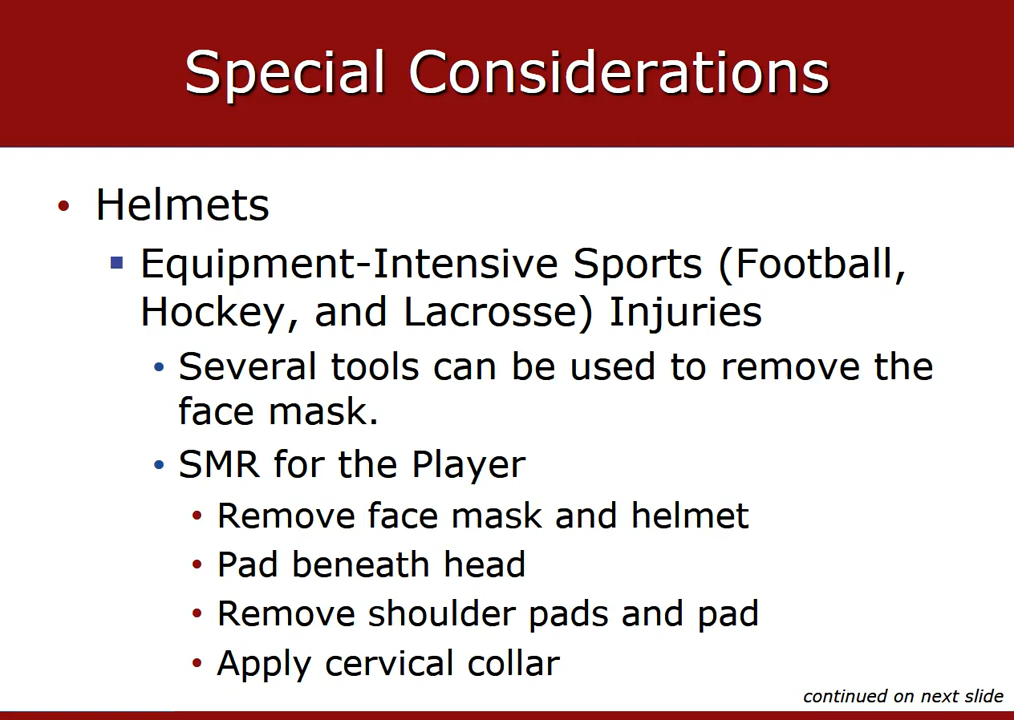 Special Considerations
• Helmets
▪ Equipment-Intensive Sports (Football,
Hockey, and Lacrosse) Injuries
• Several tools can be used to remove the
face mask.
• SMR for the Player
• Remove face mask and helmet
• Pad beneath head
• Remove shoulder pads and pad
• Apply cervical collar
continued on next slide